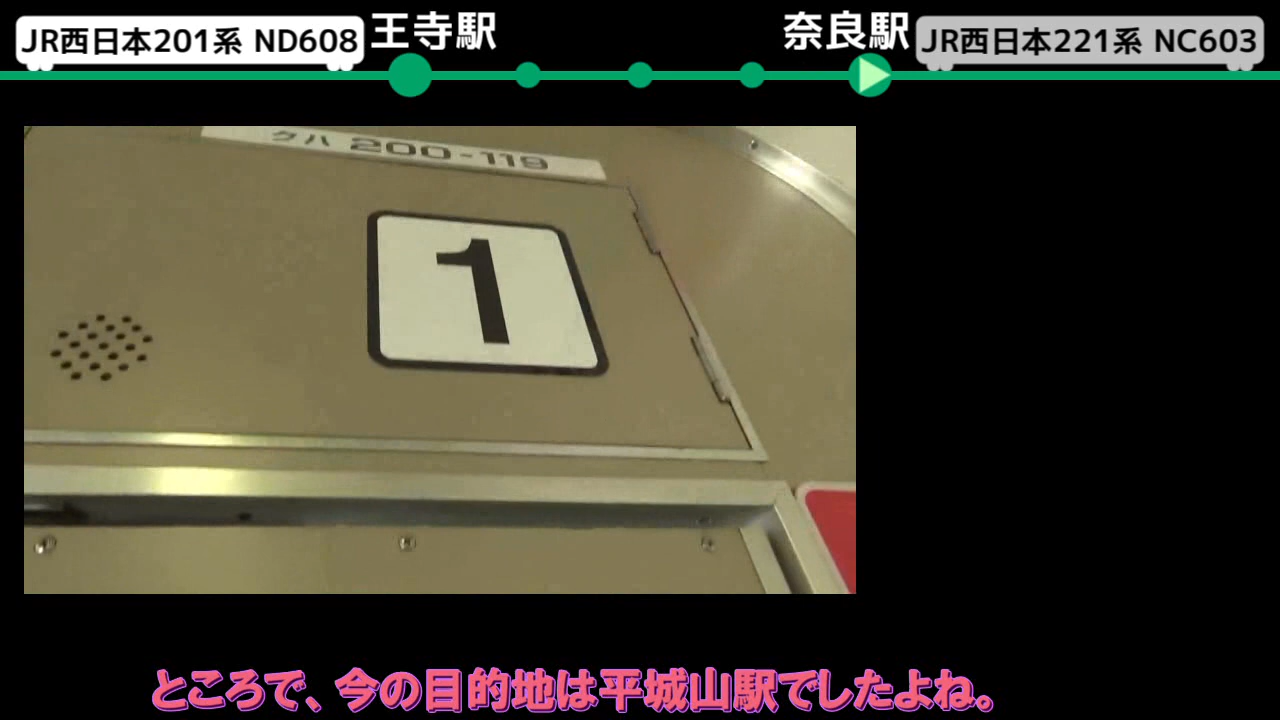 JR西日本201系 ND608
王寺駅
奈良駅
JR西日本221系 NC603
クハ 200-119
1
ところで、今の目的地は平城山駅でしたよね。